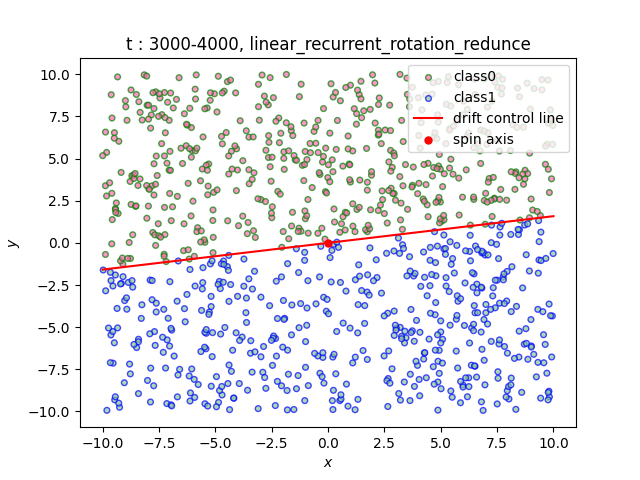 t : 3000-4000, linear_recurrent_rotation_redunce
class0
class1
drift control line
spin axis
10.0
7.5
5.0
2.5
0.0
−2.5
−5.0
−7.5
−10.0
y
−10.0 −7.5 −5.0 −2.5 0.0 2.5 5.0 7.5 10.0
x